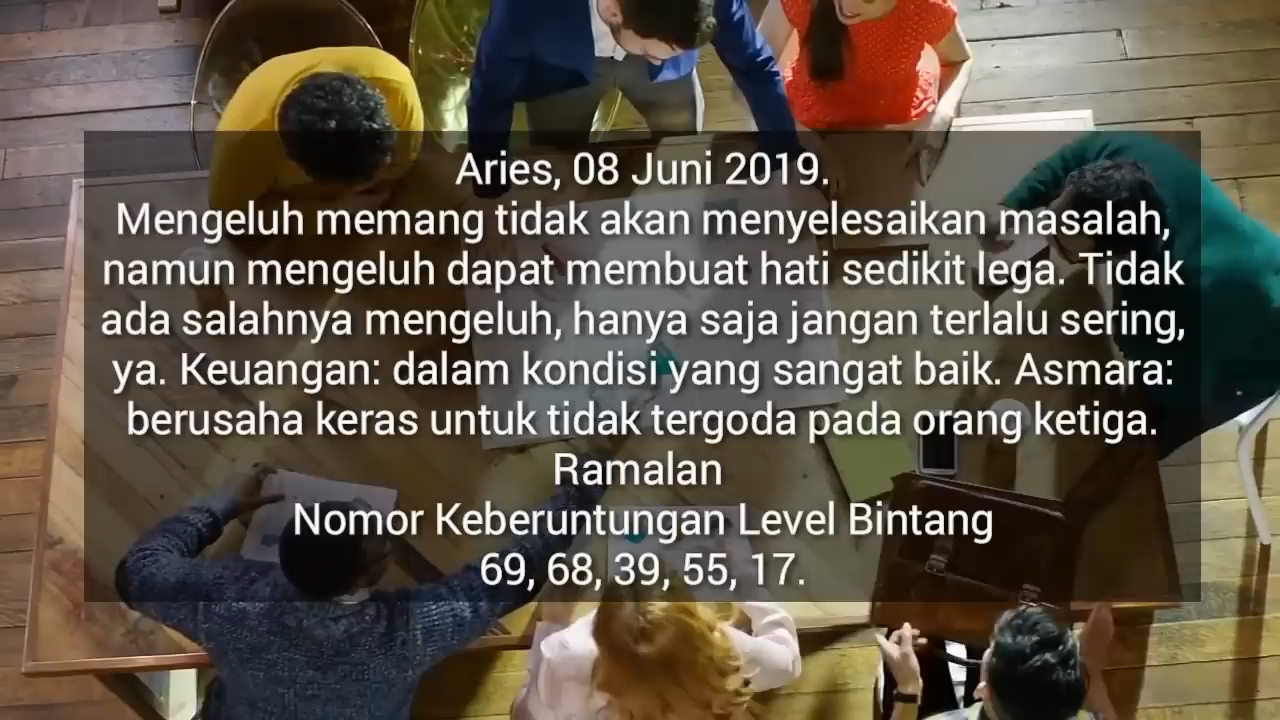 Aries, 08 Juni 2019.
Mengeluh memang tidak akan menyelesaikan masalah,
namun mengeluh dapat membuat hati sedikit lega. Tidak
ada salahnya mengeluh, hanya saja jangan terlalu sering,
ya. Keuangan: dalam kondisi yang sangat baik. Asmara:
berusaha keras untuk tidak tergoda pada orang ketiga.
Ramalan
Nomor Keberuntungan Level Bintang
69, 68, 39, 55, 17.